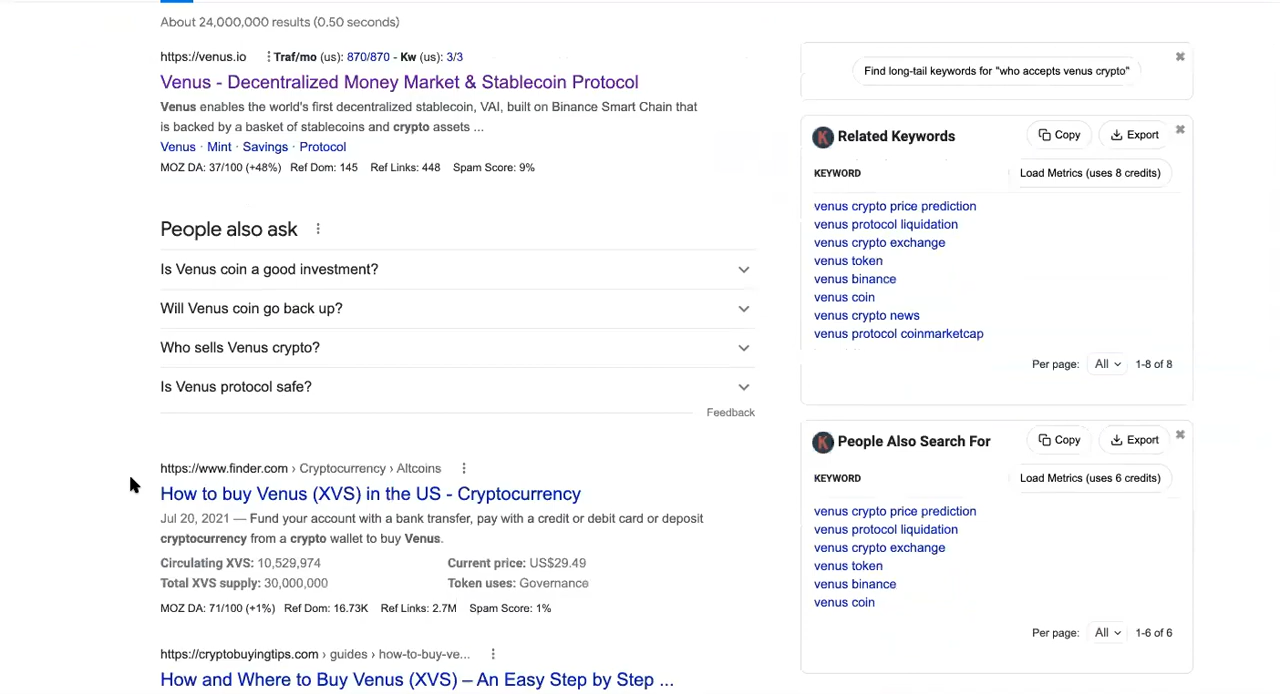 About 24,000,000 results (0.50 seconds)
https://venus.io Traf/mo (us): 870/870 - Kw (us): 3/3
Venus - Decentralized Money Market & Stablecoin Protocol
Venus enables the world's first decentralized stablecoin, VAI, built on Binance Smart Chain that
is backed by a basket of stablecoins and crypto assets ...
Venus · Mint · Savings · Protocol
MOZ DA: 37/100 (+48%) Ref Dom: 145 Ref Links: 448 Spam Score: 9%
People also ask
Is Venus coin a good investment?
Will Venus coin go back up?
Who sells Venus crypto?
Is Venus protocol safe?
Feedback
https://www.finder.com › Cryptocurrency › Altcoins
How to buy Venus (XVS) in the US - Cryptocurrency
Jul 20, 2021 — Fund your account with a bank transfer, pay with a credit or debit card or deposit
cryptocurrency from a crypto wallet to buy Venus.
Circulating XVS: 10,529,974 Current price: US$29.49
Total XVS supply: 30,000,000 Token uses: Governance
MOZ DA: 71/100 (+1%) Ref Dom: 16.73K Ref Links: 2.7M Spam Score: 1%
https://cryptobuyingtips.com › guides › how-to-buy-ve...
How and Where to Buy Venus (XVS) – An Easy Step by Step ...
Find long-tail keywords for "who accepts venus crypto"
K Related Keywords Copy Export
KEYWORD Load Metrics (uses 8 credits)
venus crypto price prediction
venus protocol liquidation
venus crypto exchange
venus token
venus binance
venus coin
venus crypto news
venus protocol coinmarketcap
Per page: All 1-8 of 8
K People Also Search For Copy Export
KEYWORD Load Metrics (uses 6 credits)
venus crypto price prediction
venus protocol liquidation
venus crypto exchange
venus token
venus binance
venus coin
Per page: All 1-6 of 6